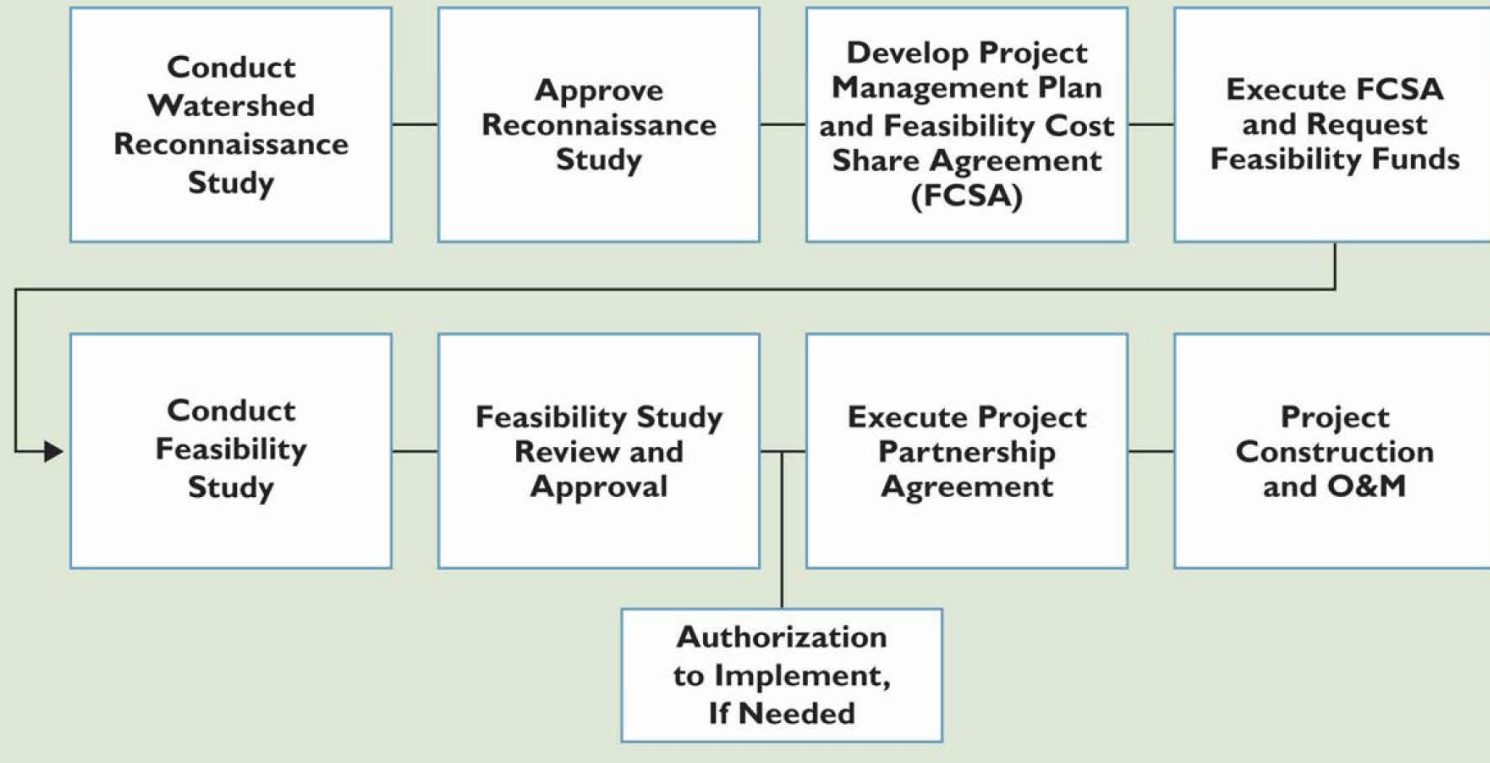 Conduct
Watershed
Reconnaissance
Study
Approve
Reconnaissance
Study
Develop Project
Management Plan
and Feasibility Cost
Share Agreement
(FCSA)
Execute FCSA
and Request
Feasibility Funds
Conduct
Feasibility
Study
Feasibility Study
Review and
Approval
Execute Project
Partnership
Agreement
Project
Construction
and O&M
Authorization
to Implement,
If Needed